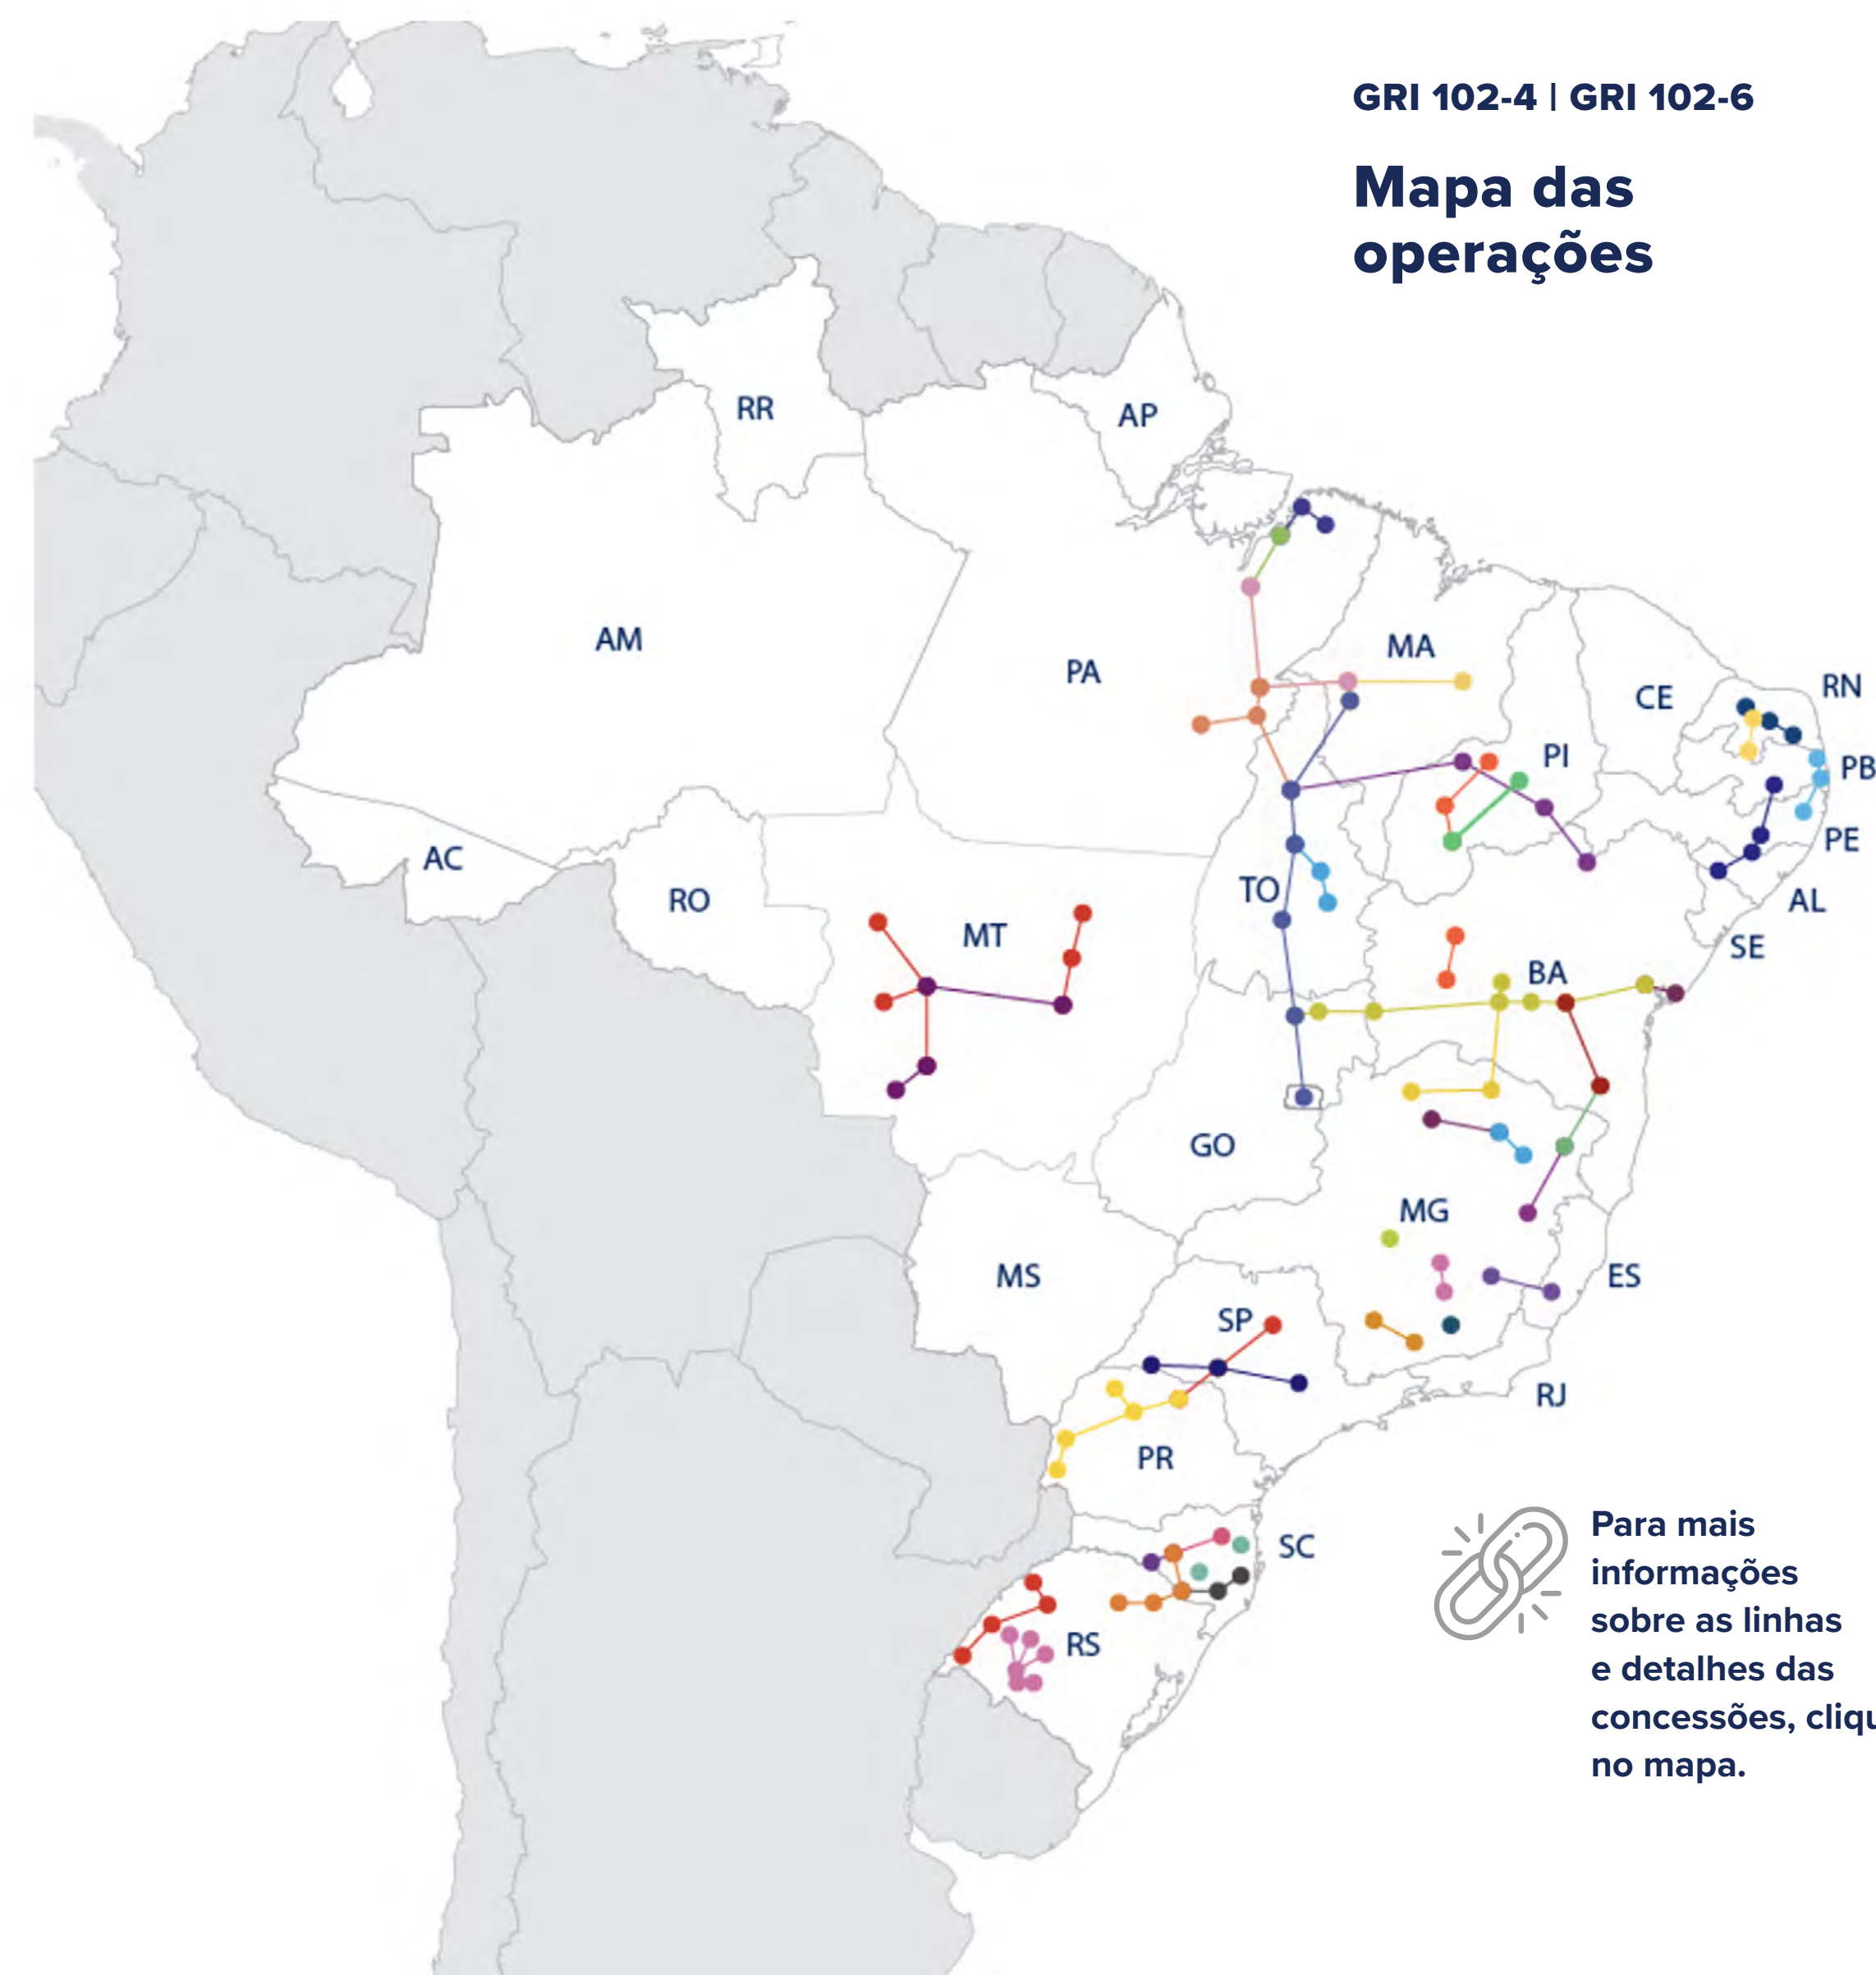 GRI 102-4 | GRI 102-6
Mapa das
operações
RR
AP
AM
PA
MA
CE
RN
PI
PB
PE
AC
RO
TO
AL
MT
SE
BA
GO
MG
MS
ES
SP
RJ
PR
SC
RS
Para mais
informações
sobre as linhas
e detalhes das
concessões, cliqu
no mapa.